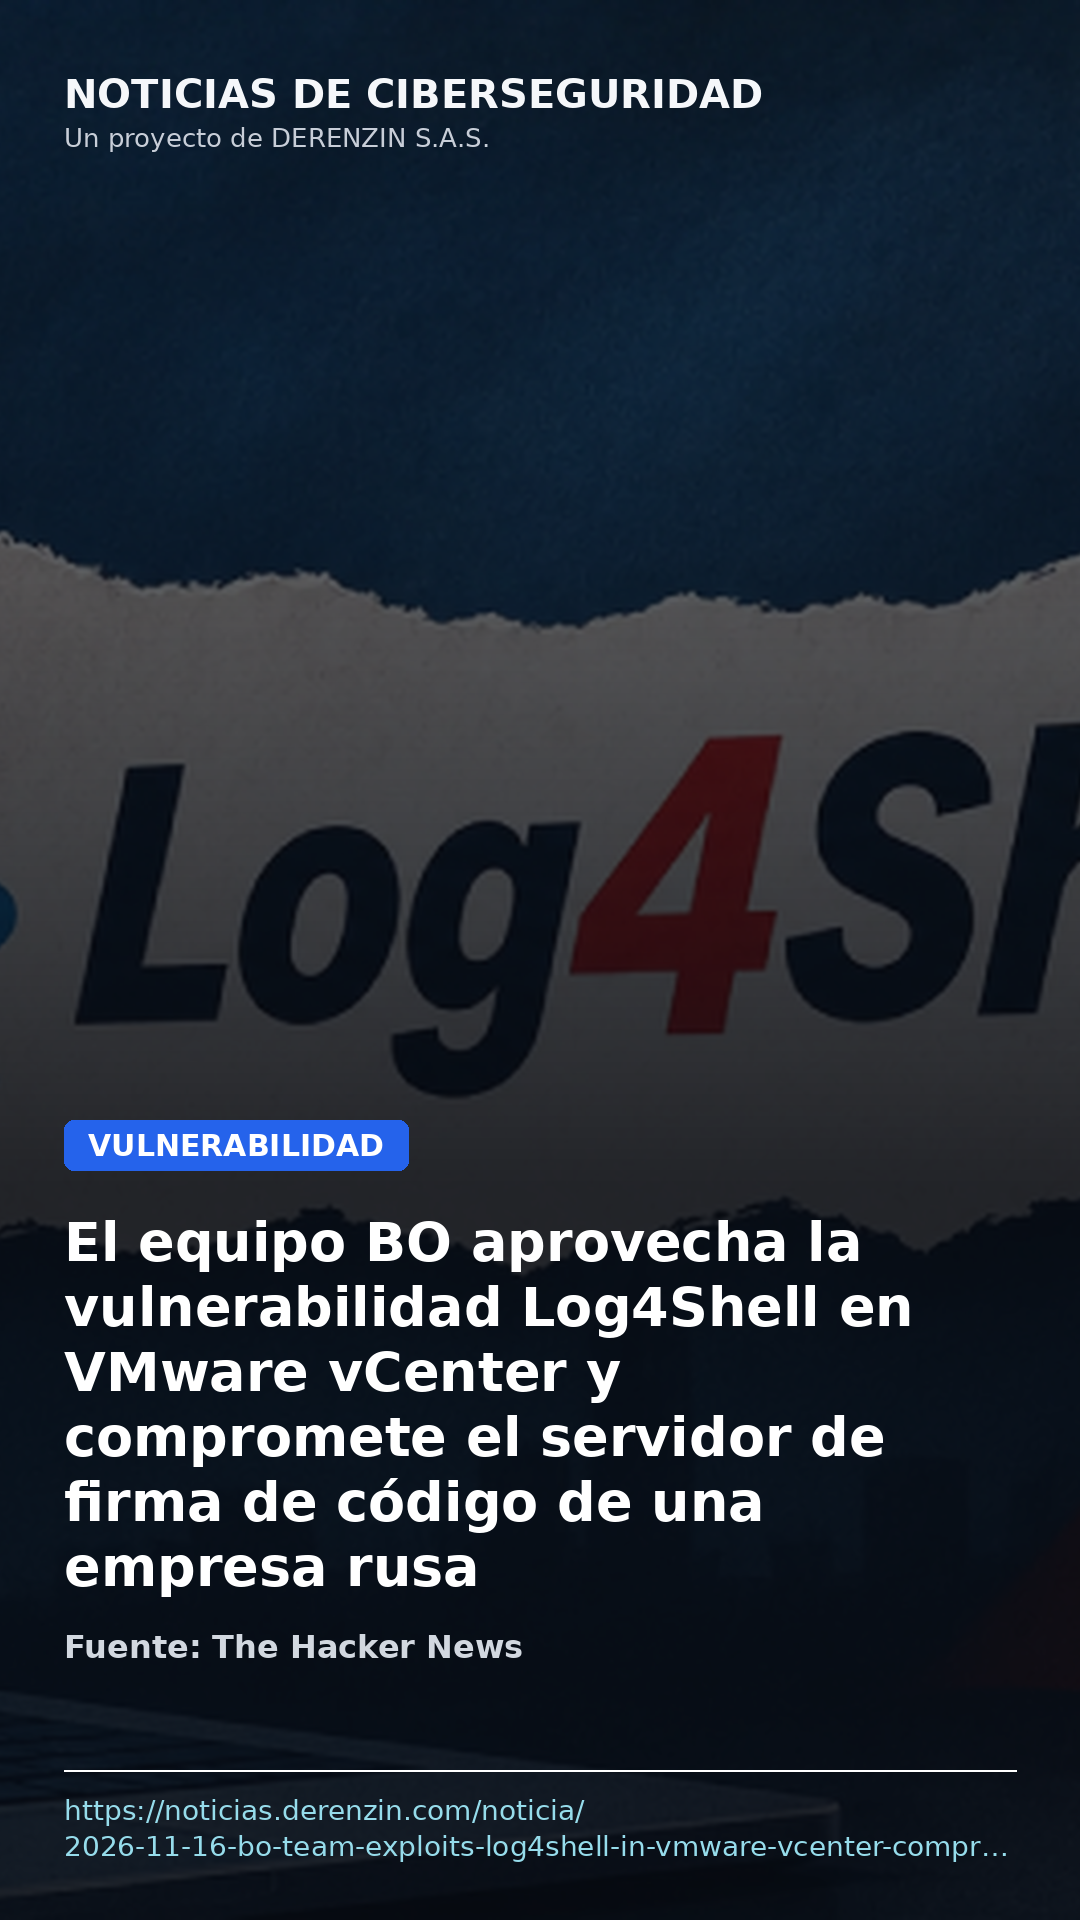 NOTICIAS DE CIBERSEGURIDAD
Un proyecto de DERENZIN S.A.S.
Log4Sh
VULNERABILIDAD
El equipo BO aprovecha la
vulnerabilidad Log4Shell en
VMware vCenter y
compromete el servidor de
firma de código de una
empresa rusa
Fuente: The Hacker News
https://noticias.derenzin.com/noticia/
2026-11-16-bo-team-exploits-log4shell-in-vmware-vcenter-compr...